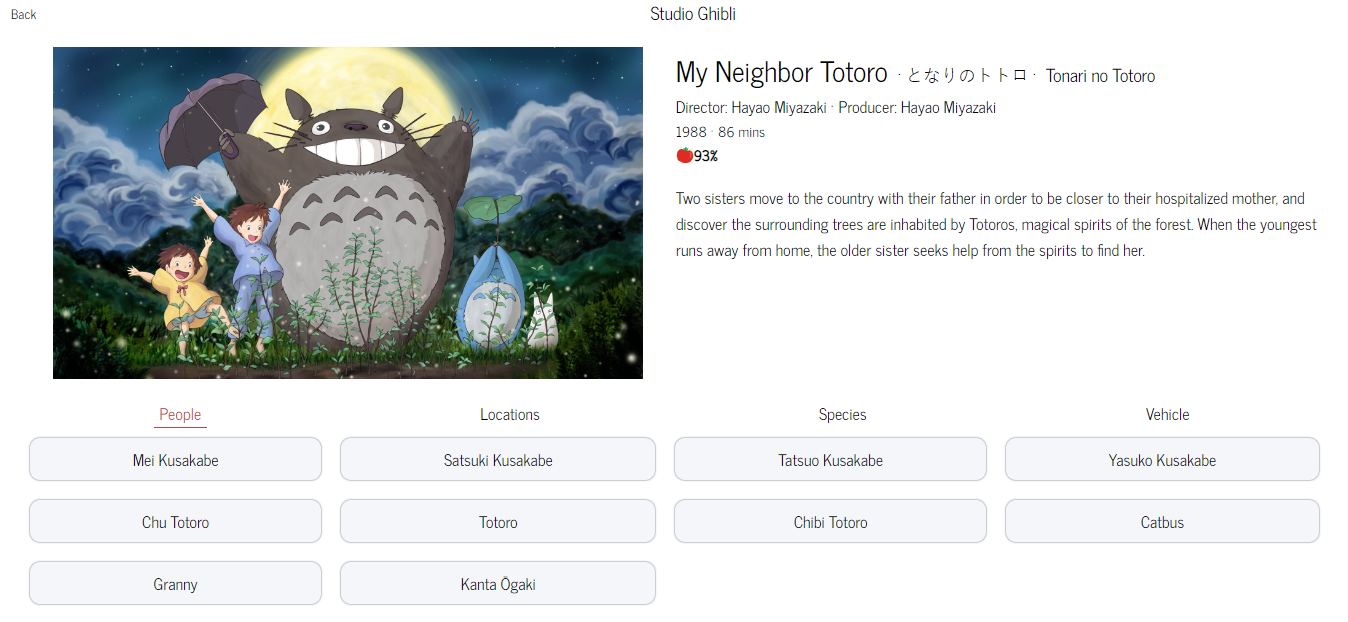 Back
Studio Ghibli
My Neighbor Totoro · となりのトトロ · Tonari no Totoro
Director: Hayao Miyazaki · Producer: Hayao Miyazaki
1988 · 86 mins
93%
Two sisters move to the country with their father in order to be closer to their hospitalized mother, and
discover the surrounding trees are inhabited by Totoros, magical spirits of the forest. When the youngest
runs away from home, the older sister seeks help from the spirits to find her.
People Locations Species Vehicle
Mei Kusakabe Satsuki Kusakabe Tatsuo Kusakabe Yasuko Kusakabe
Chu Totoro Totoro Chibi Totoro Catbus
Granny Kanta Ōgaki